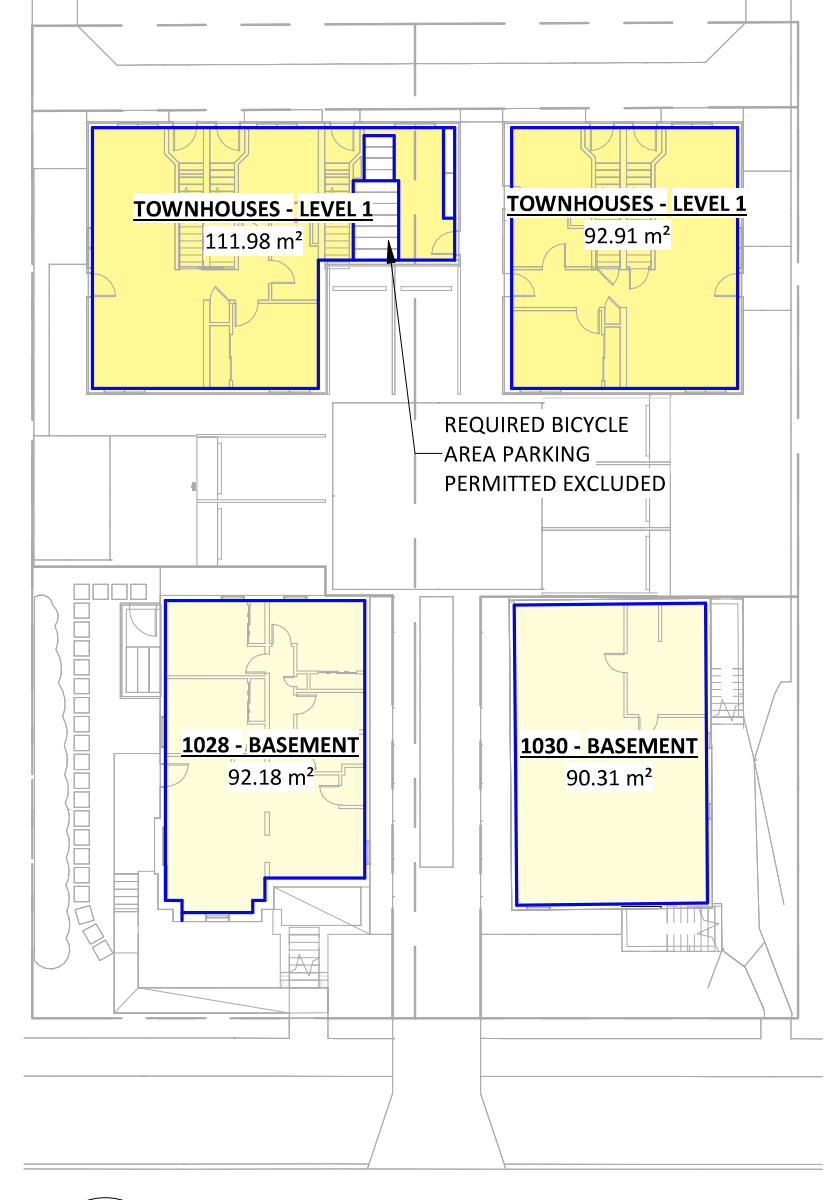 TOWNHOUSES - LEVEL 1
111.98 m²
TOWNHOUSES - LEVEL 1
92.91 m²
REQUIRED BICYCLE
AREA PARKING
PERMITTED EXCLUDED
1028 - BASEMENT
92.18 m²
1030 - BASEMENT
90.31 m²